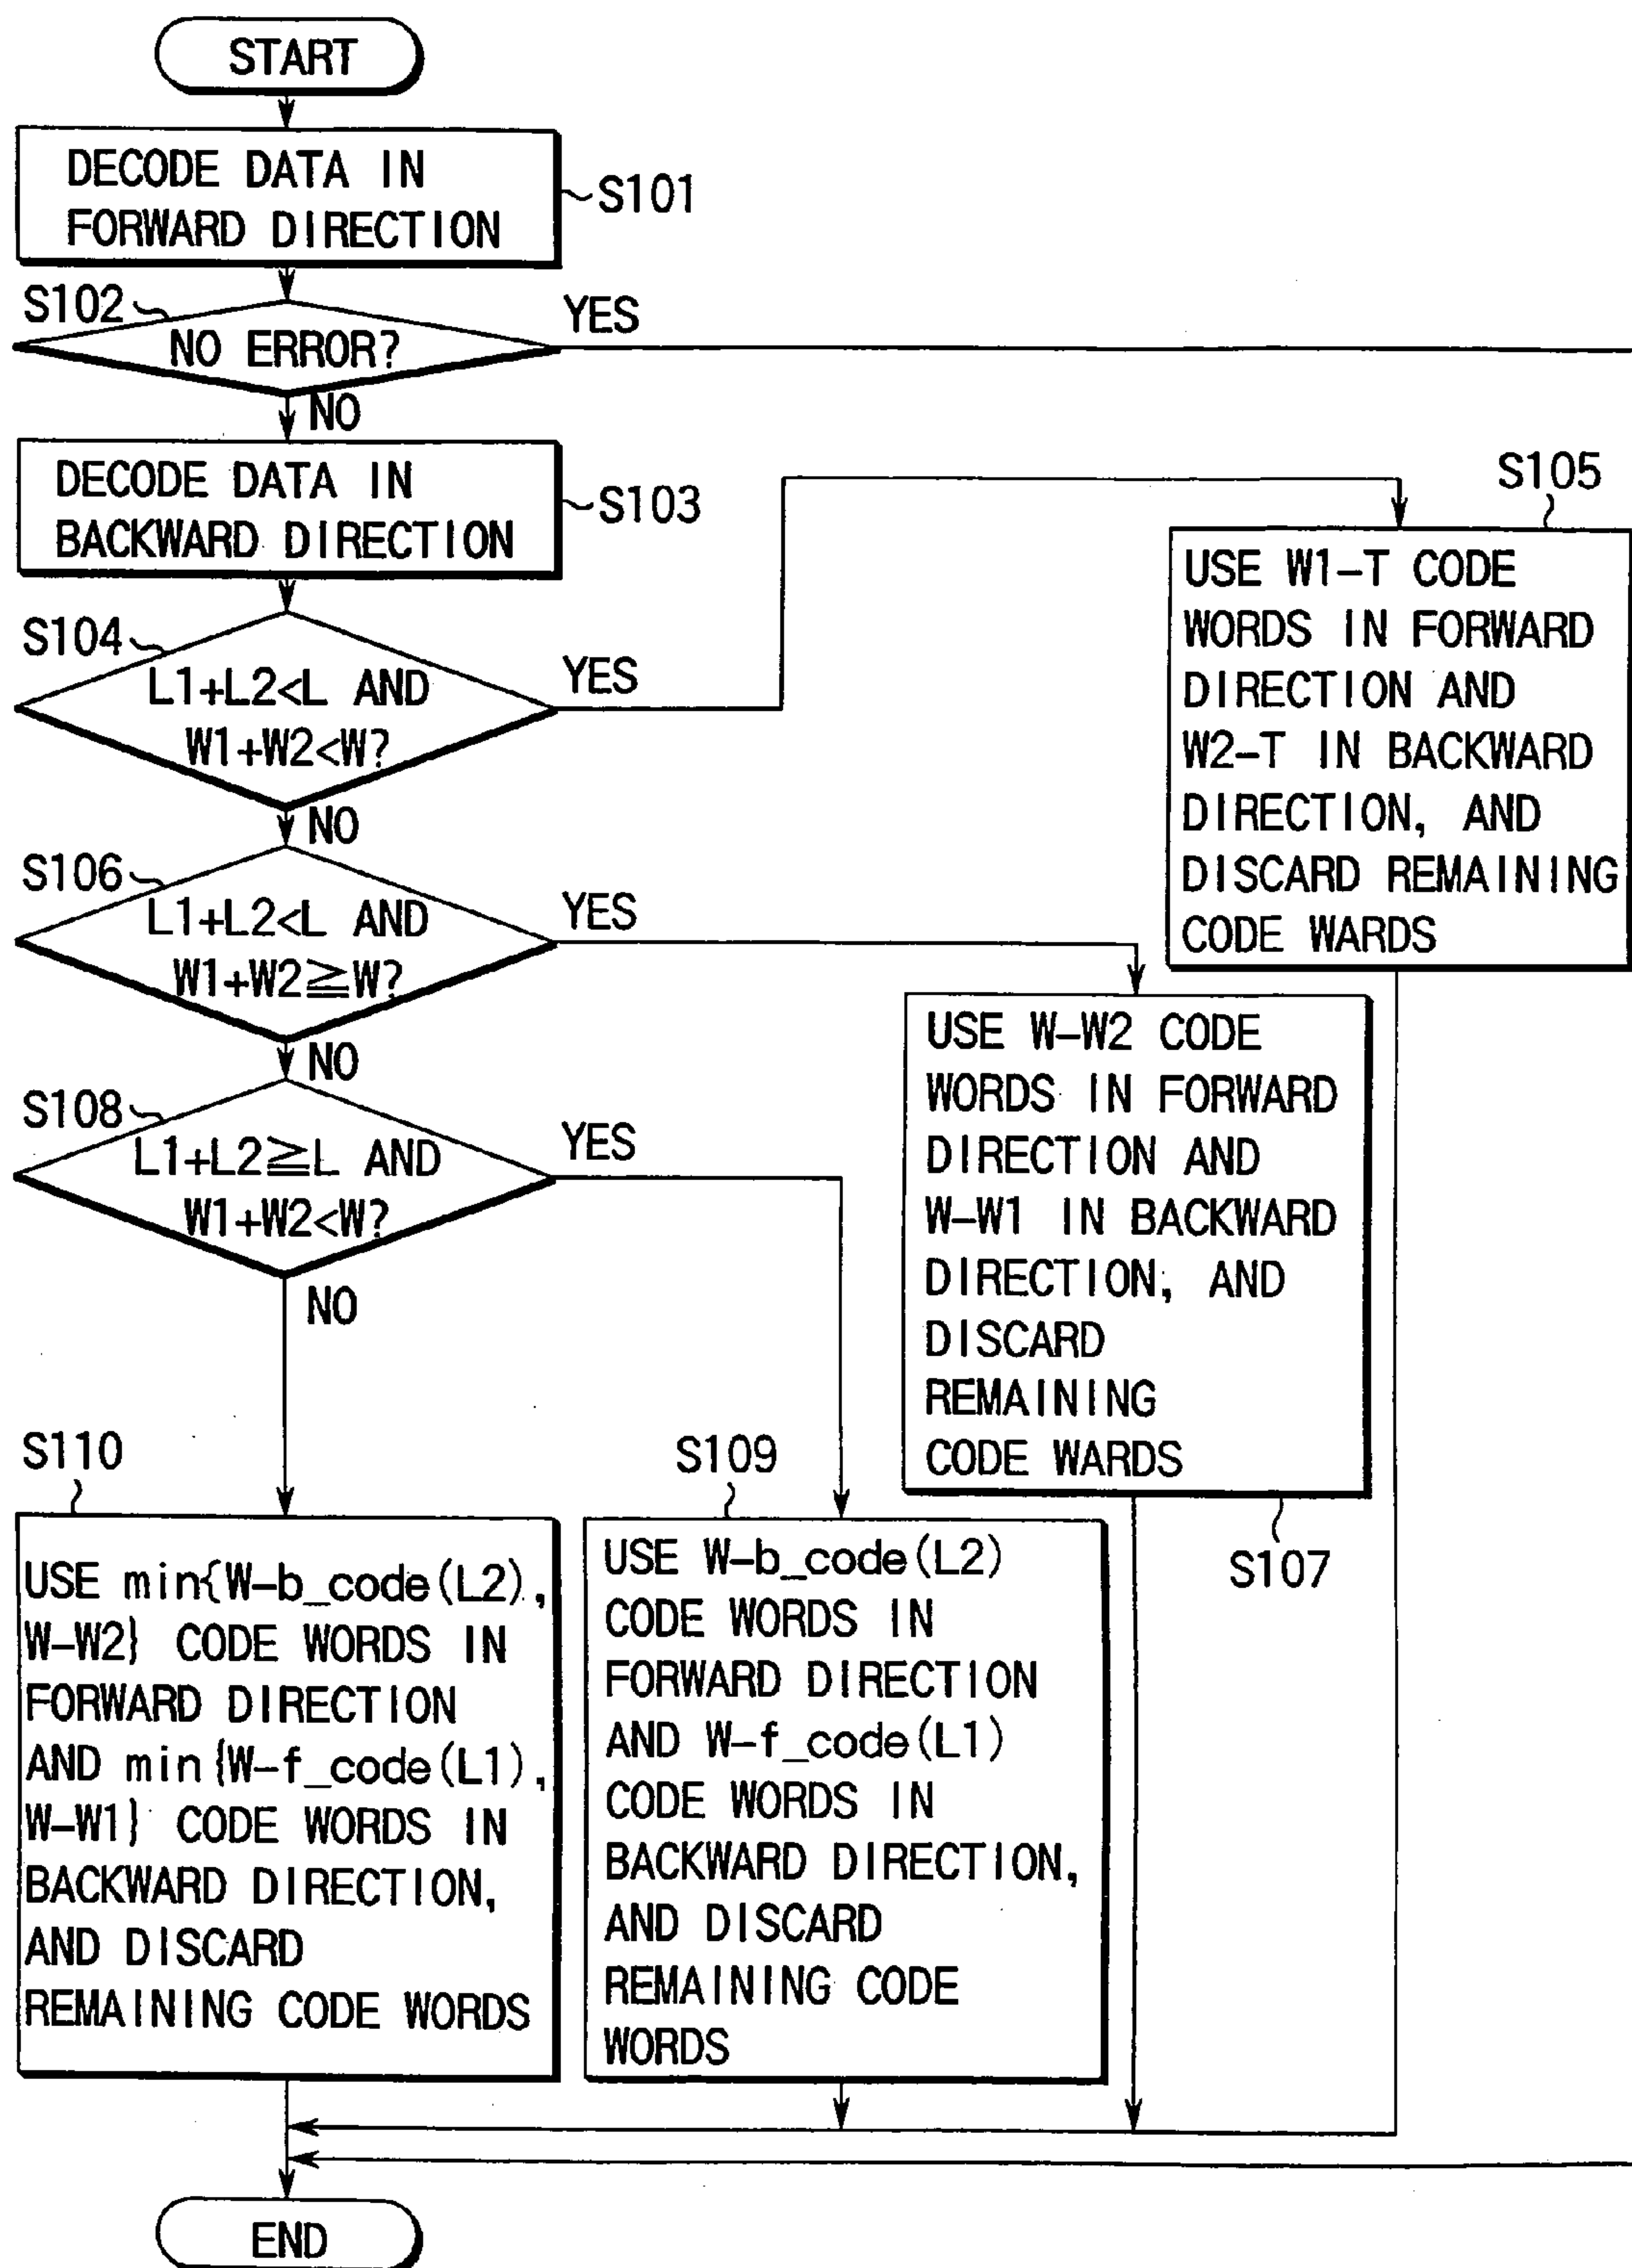 START
DECODE DATA IN
FORWARD DIRECTION
S101
S102
NO ERROR?
YES
NO
DECODE DATA IN
BACKWARD DIRECTION
S103
S104
L1+L2<L AND
W1+W2<W?
YES
NO
S105
USE W1-T CODE
WORDS IN FORWARD
DIRECTION AND
W2-T IN BACKWARD
DIRECTION, AND
DISCARD REMAINING
CODE WARDS
S106
L1+L2<L AND
W1+W2≧W?
YES
NO
USE W-W2 CODE
WORDS IN FORWARD
DIRECTION AND
W-W1 IN BACKWARD
DIRECTION, AND
DISCARD
REMAINING
CODE WARDS
S107
S108
L1+L2≧L AND
W1+W2<W?
YES
NO
S110
USE min{W-b_code(L2),
W-W2} CODE WORDS IN
FORWARD DIRECTION
AND min{W-f_code(L1),
W-W1} CODE WORDS IN
BACKWARD DIRECTION,
AND DISCARD
REMAINING CODE WORDS
S109
USE W-b_code(L2)
CODE WORDS IN
FORWARD DIRECTION
AND W-f_code(L1)
CODE WORDS IN
BACKWARD DIRECTION,
AND DISCARD
REMAINING CODE
WORDS
END